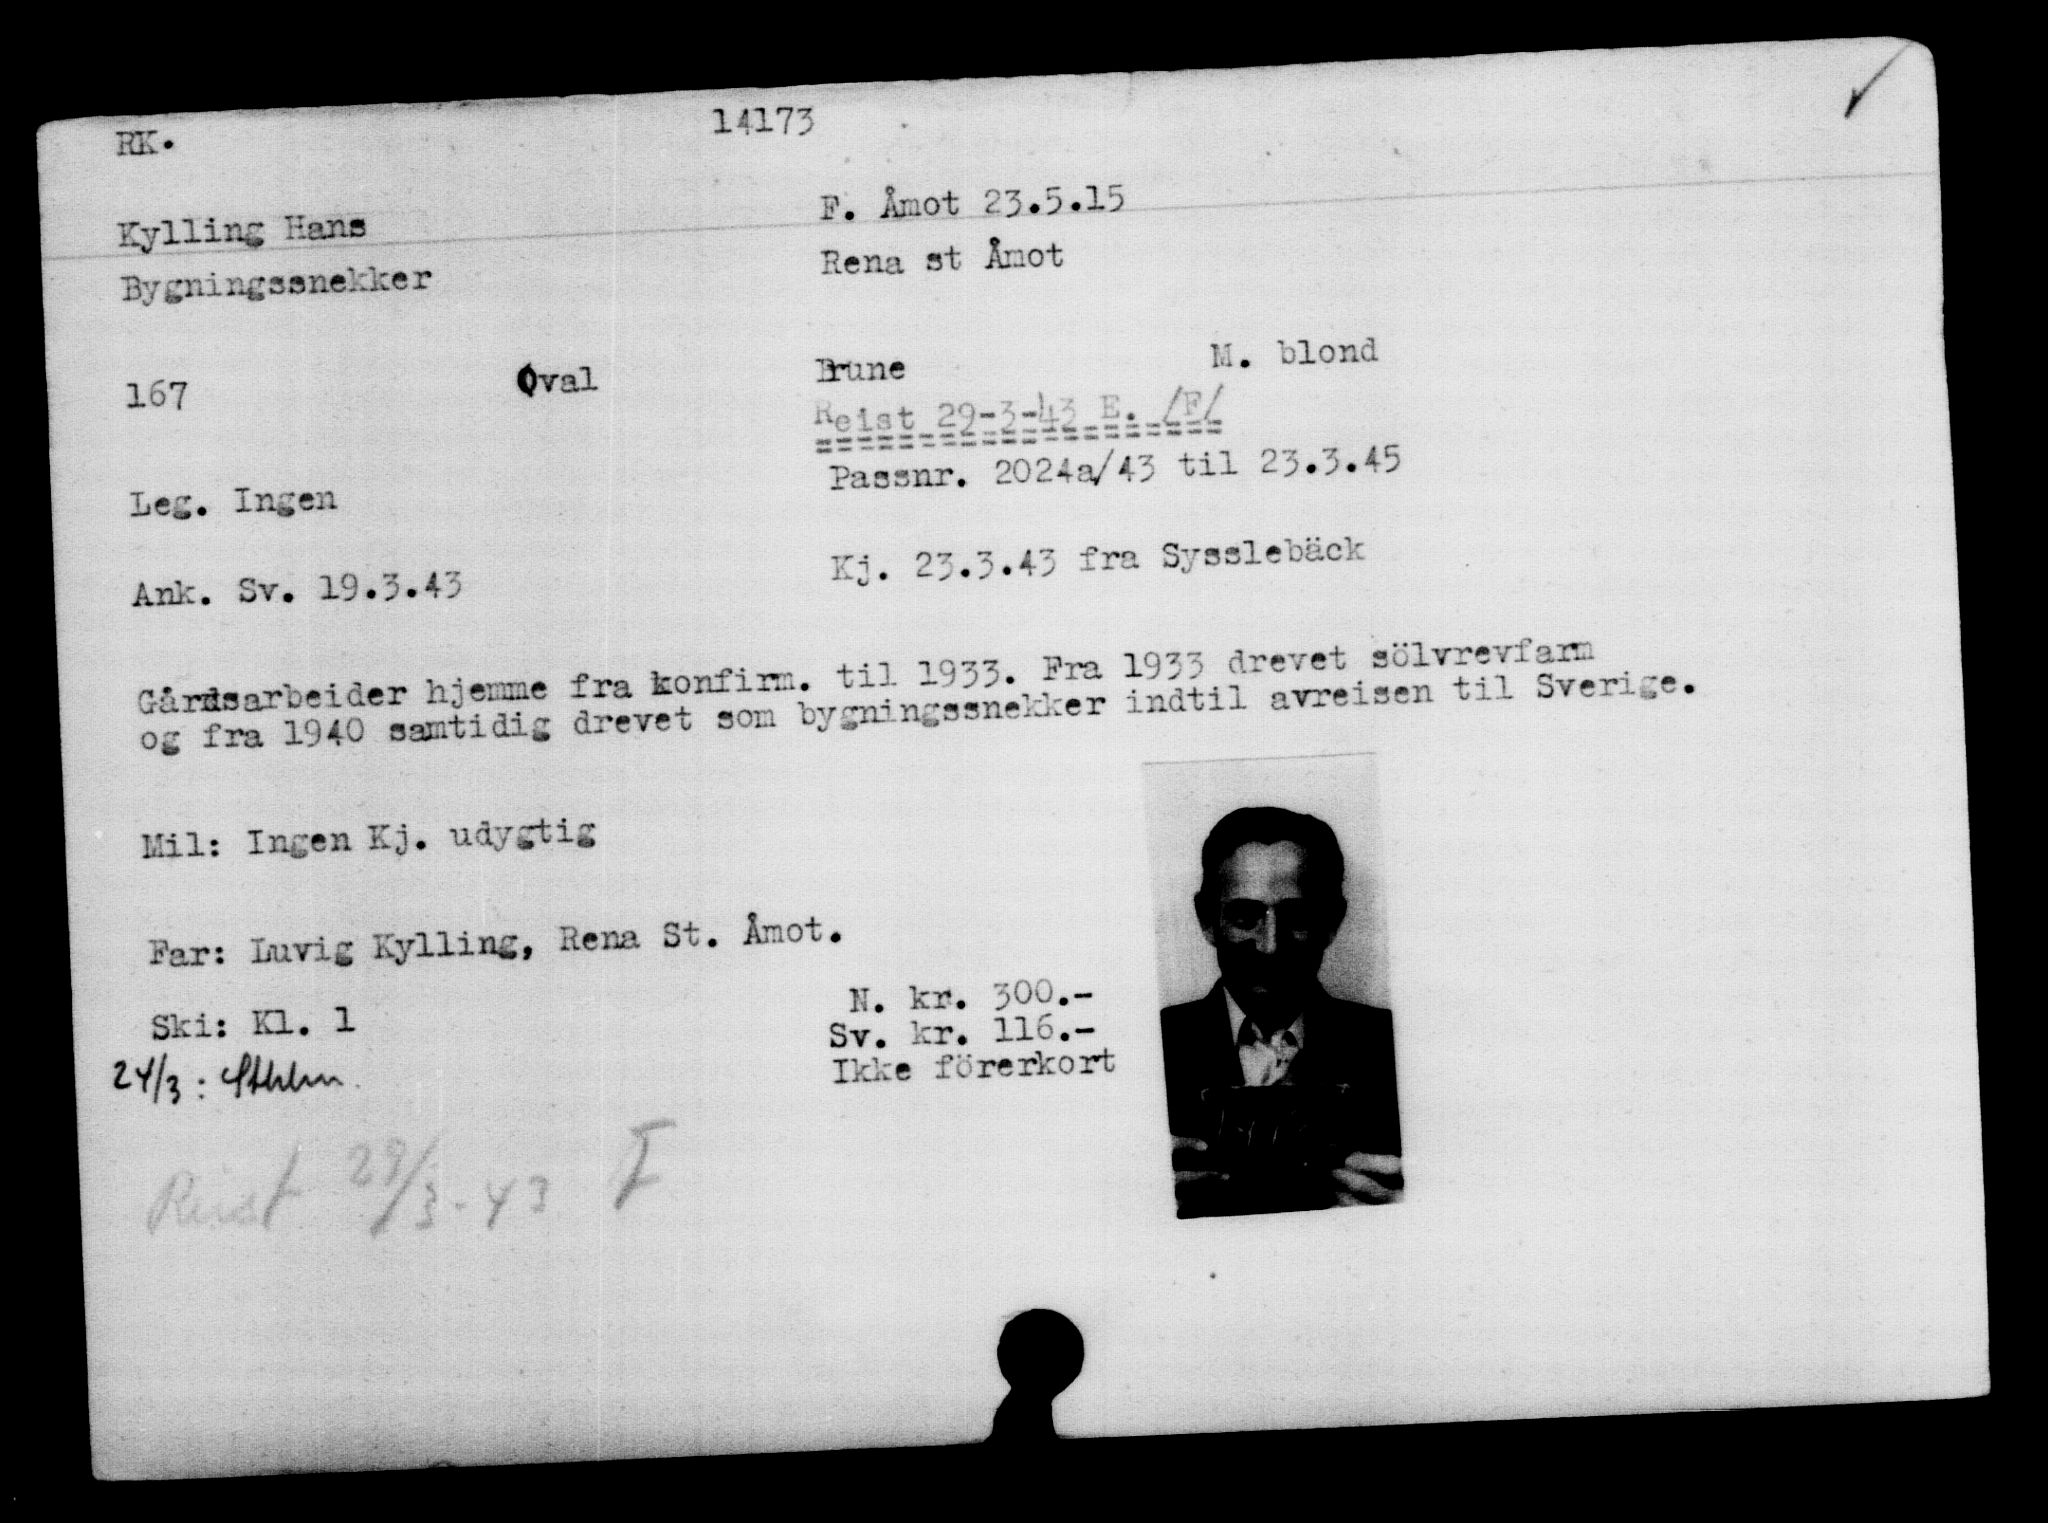 RK. 14173
Kylling Hans F. Åmot 23.5.15
Bygningssnekker Rena st Åmot
167 Oval Brune M. blond
Reist 29-3-43 E. /F/
Leg. Ingen Passnr. 2024a/43 til 23.3.45
Ank. Sv. 19.3.43 Kj. 23.3.43 fra Sysslebäck
Gårdsarbeider hjemme fra konfirm. til 1933. Fra 1933 drevet sölvrevfarm
og fra 1940 samtidig drevet som bygningssnekker indtil avreisen til Sverige.
Mil: Ingen Kj. udygtig
Far: Luvig Kylling, Rena St. Åmot.
Ski: Kl. 1 N. kr. 300.-
Sv. kr. 116.-
24/3: Sthlm. Ikke förerkort
Reist 29/3-43 F